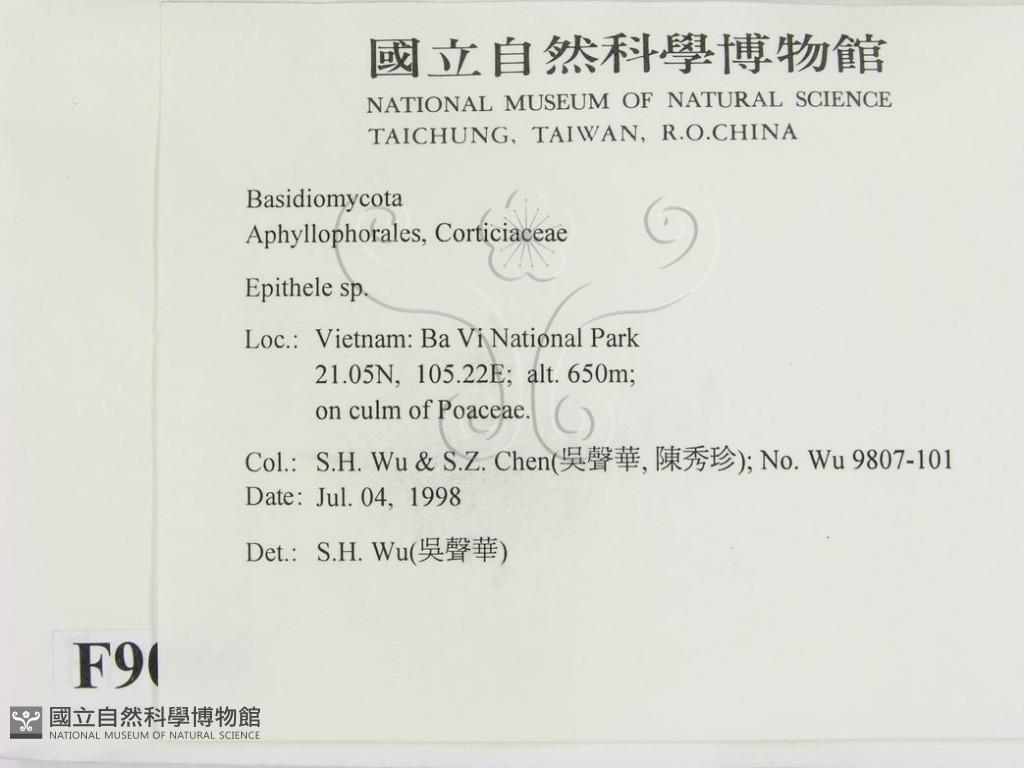 國立自然科學博物館
NATIONAL MUSEUM OF NATURAL SCIENCE
TAICHUNG, TAIWAN, R.O.CHINA
Basidiomycota
Aphyllophorales, Corticiaceae
Epithele sp.
Loc.: Vietnam: Ba Vi National Park
21.05N, 105.22E; alt. 650m;
on culm of Poaceae.
Col.: S.H. Wu & S.Z. Chen(吳聲華, 陳秀珍); No. Wu 9807-101
Date: Jul. 04, 1998
Det.: S.H. Wu(吳聲華)
國立自然科學博物館
NATIONAL MUSEUM OF NATURAL SCIENCE